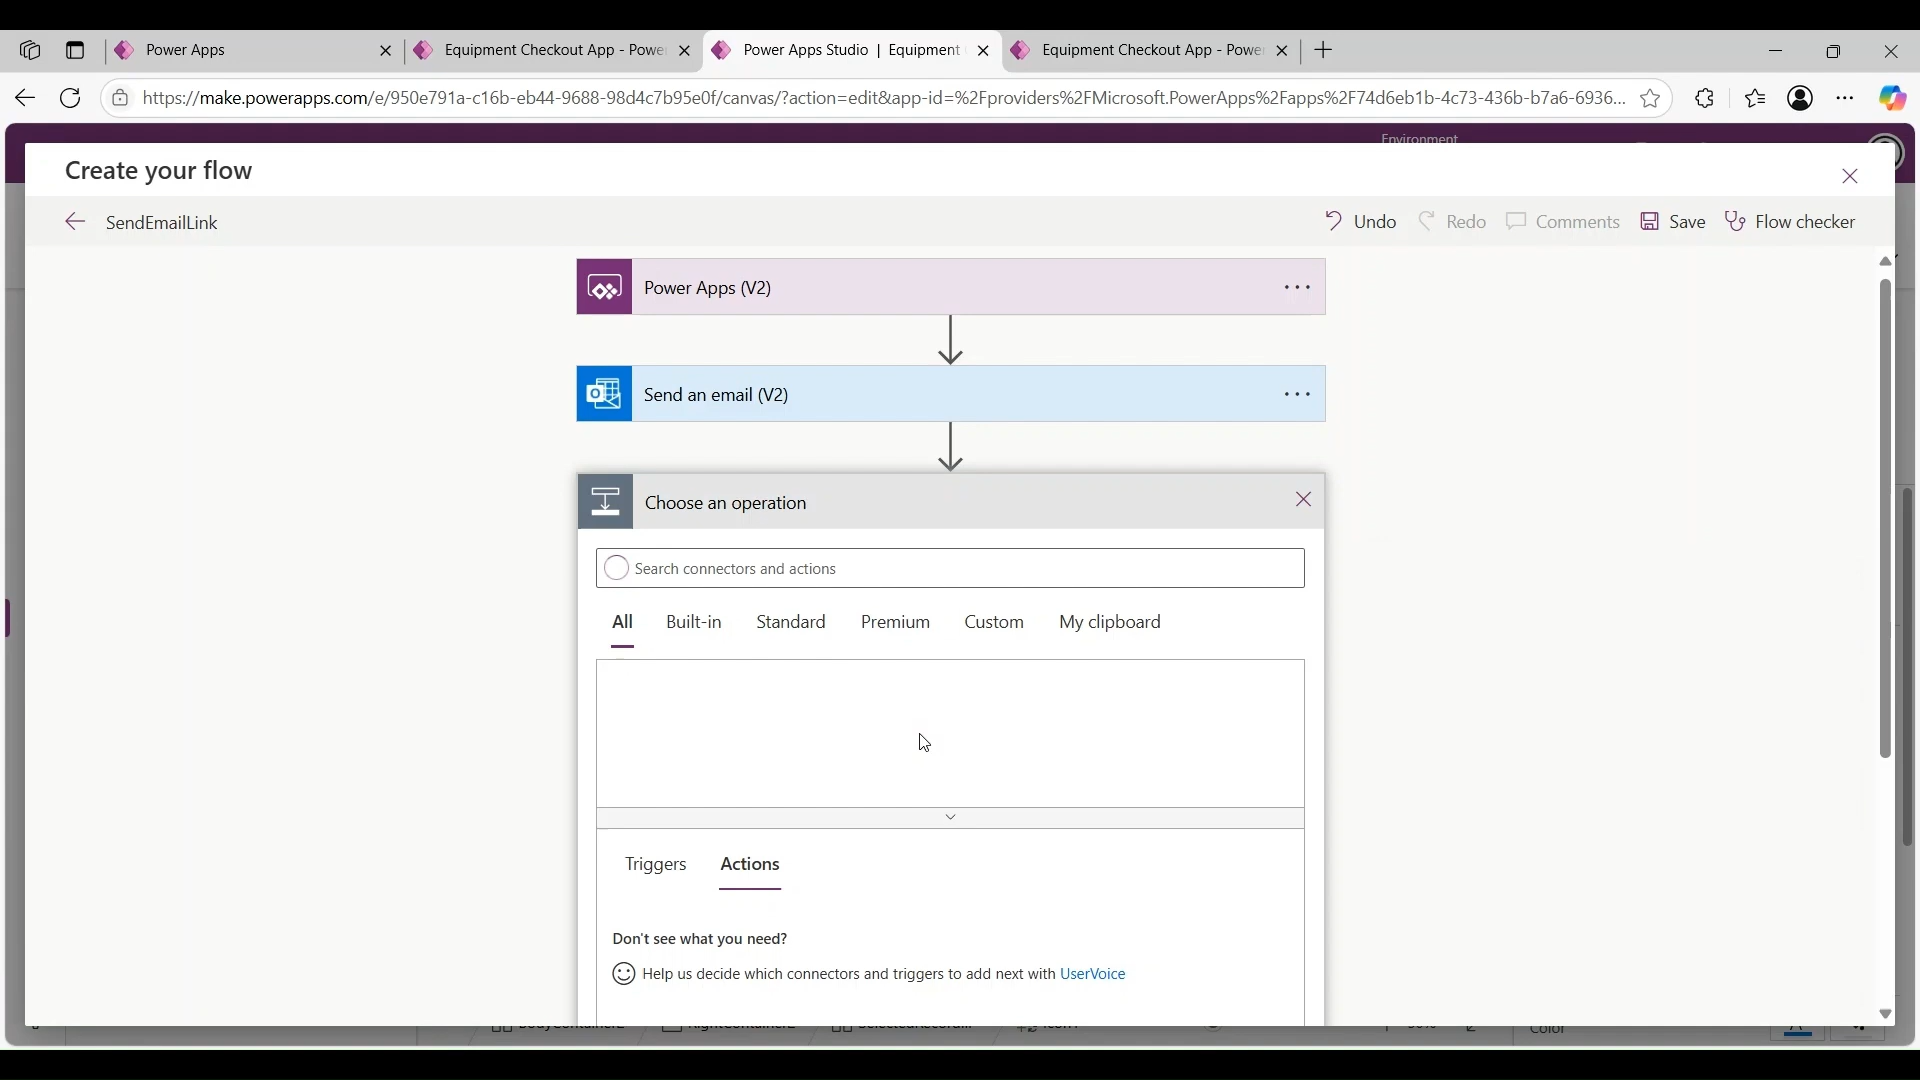 Power Apps
Equipment Checkout App - Powe
Power Apps Studio | Equipment
Equipment Checkout App - Powe
https://make.powerapps.com/e/950e791a-c16b-eb44-9688-98d4c7b95e0f/canvas/?action=edit&app-id=%2Fproviders%2FMicrosoft.PowerApps%2Fapps%2F74d6eb1b-4c73-436b-b7a6-6936...
Environment
Create your flow
SendEmailLink
Undo
Redo
Comments
Save
Flow checker
Power Apps (V2)
Send an email (V2)
Choose an operation
Search connectors and actions
All
Built-in
Standard
Premium
Custom
My clipboard
Triggers
Actions
Don't see what you need?
Help us decide which connectors and triggers to add next with UserVoice
Color